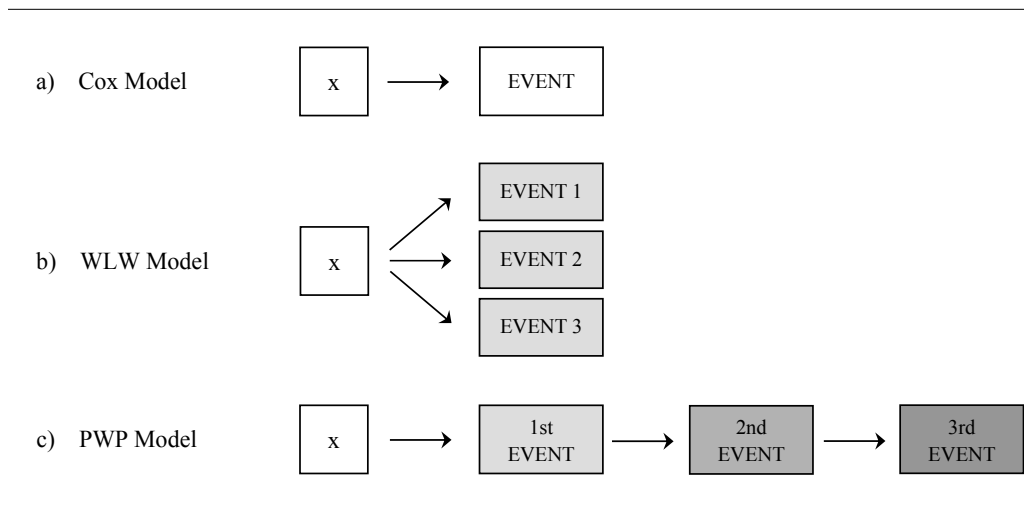 a) Cox Model
x
EVENT
EVENT 1
b) WLW Model
x
EVENT 2
EVENT 3
c) PWP Model
x
1st
EVENT
2nd
EVENT
3rd
EVENT